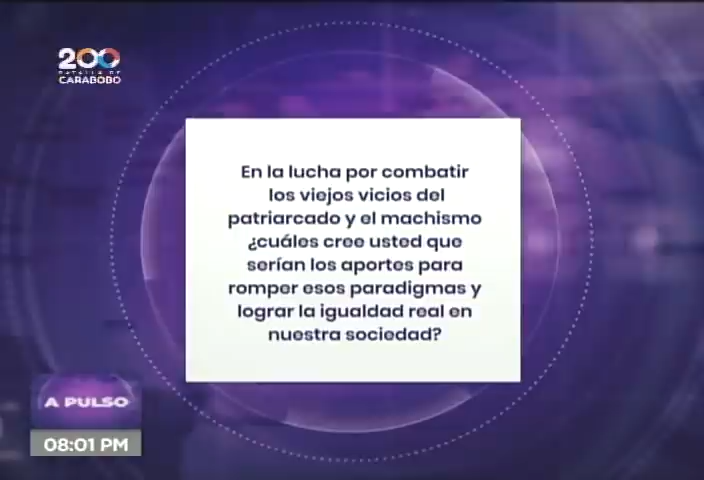 200
BATALLA DE
CARABOBO
En la lucha por combatir
los viejos vicios del
patriarcado y el machismo
¿cuáles cree usted que
serían los aportes para
romper esos paradigmas y
lograr la igualdad real en
nuestra sociedad?
A PULSO
08:01 PM